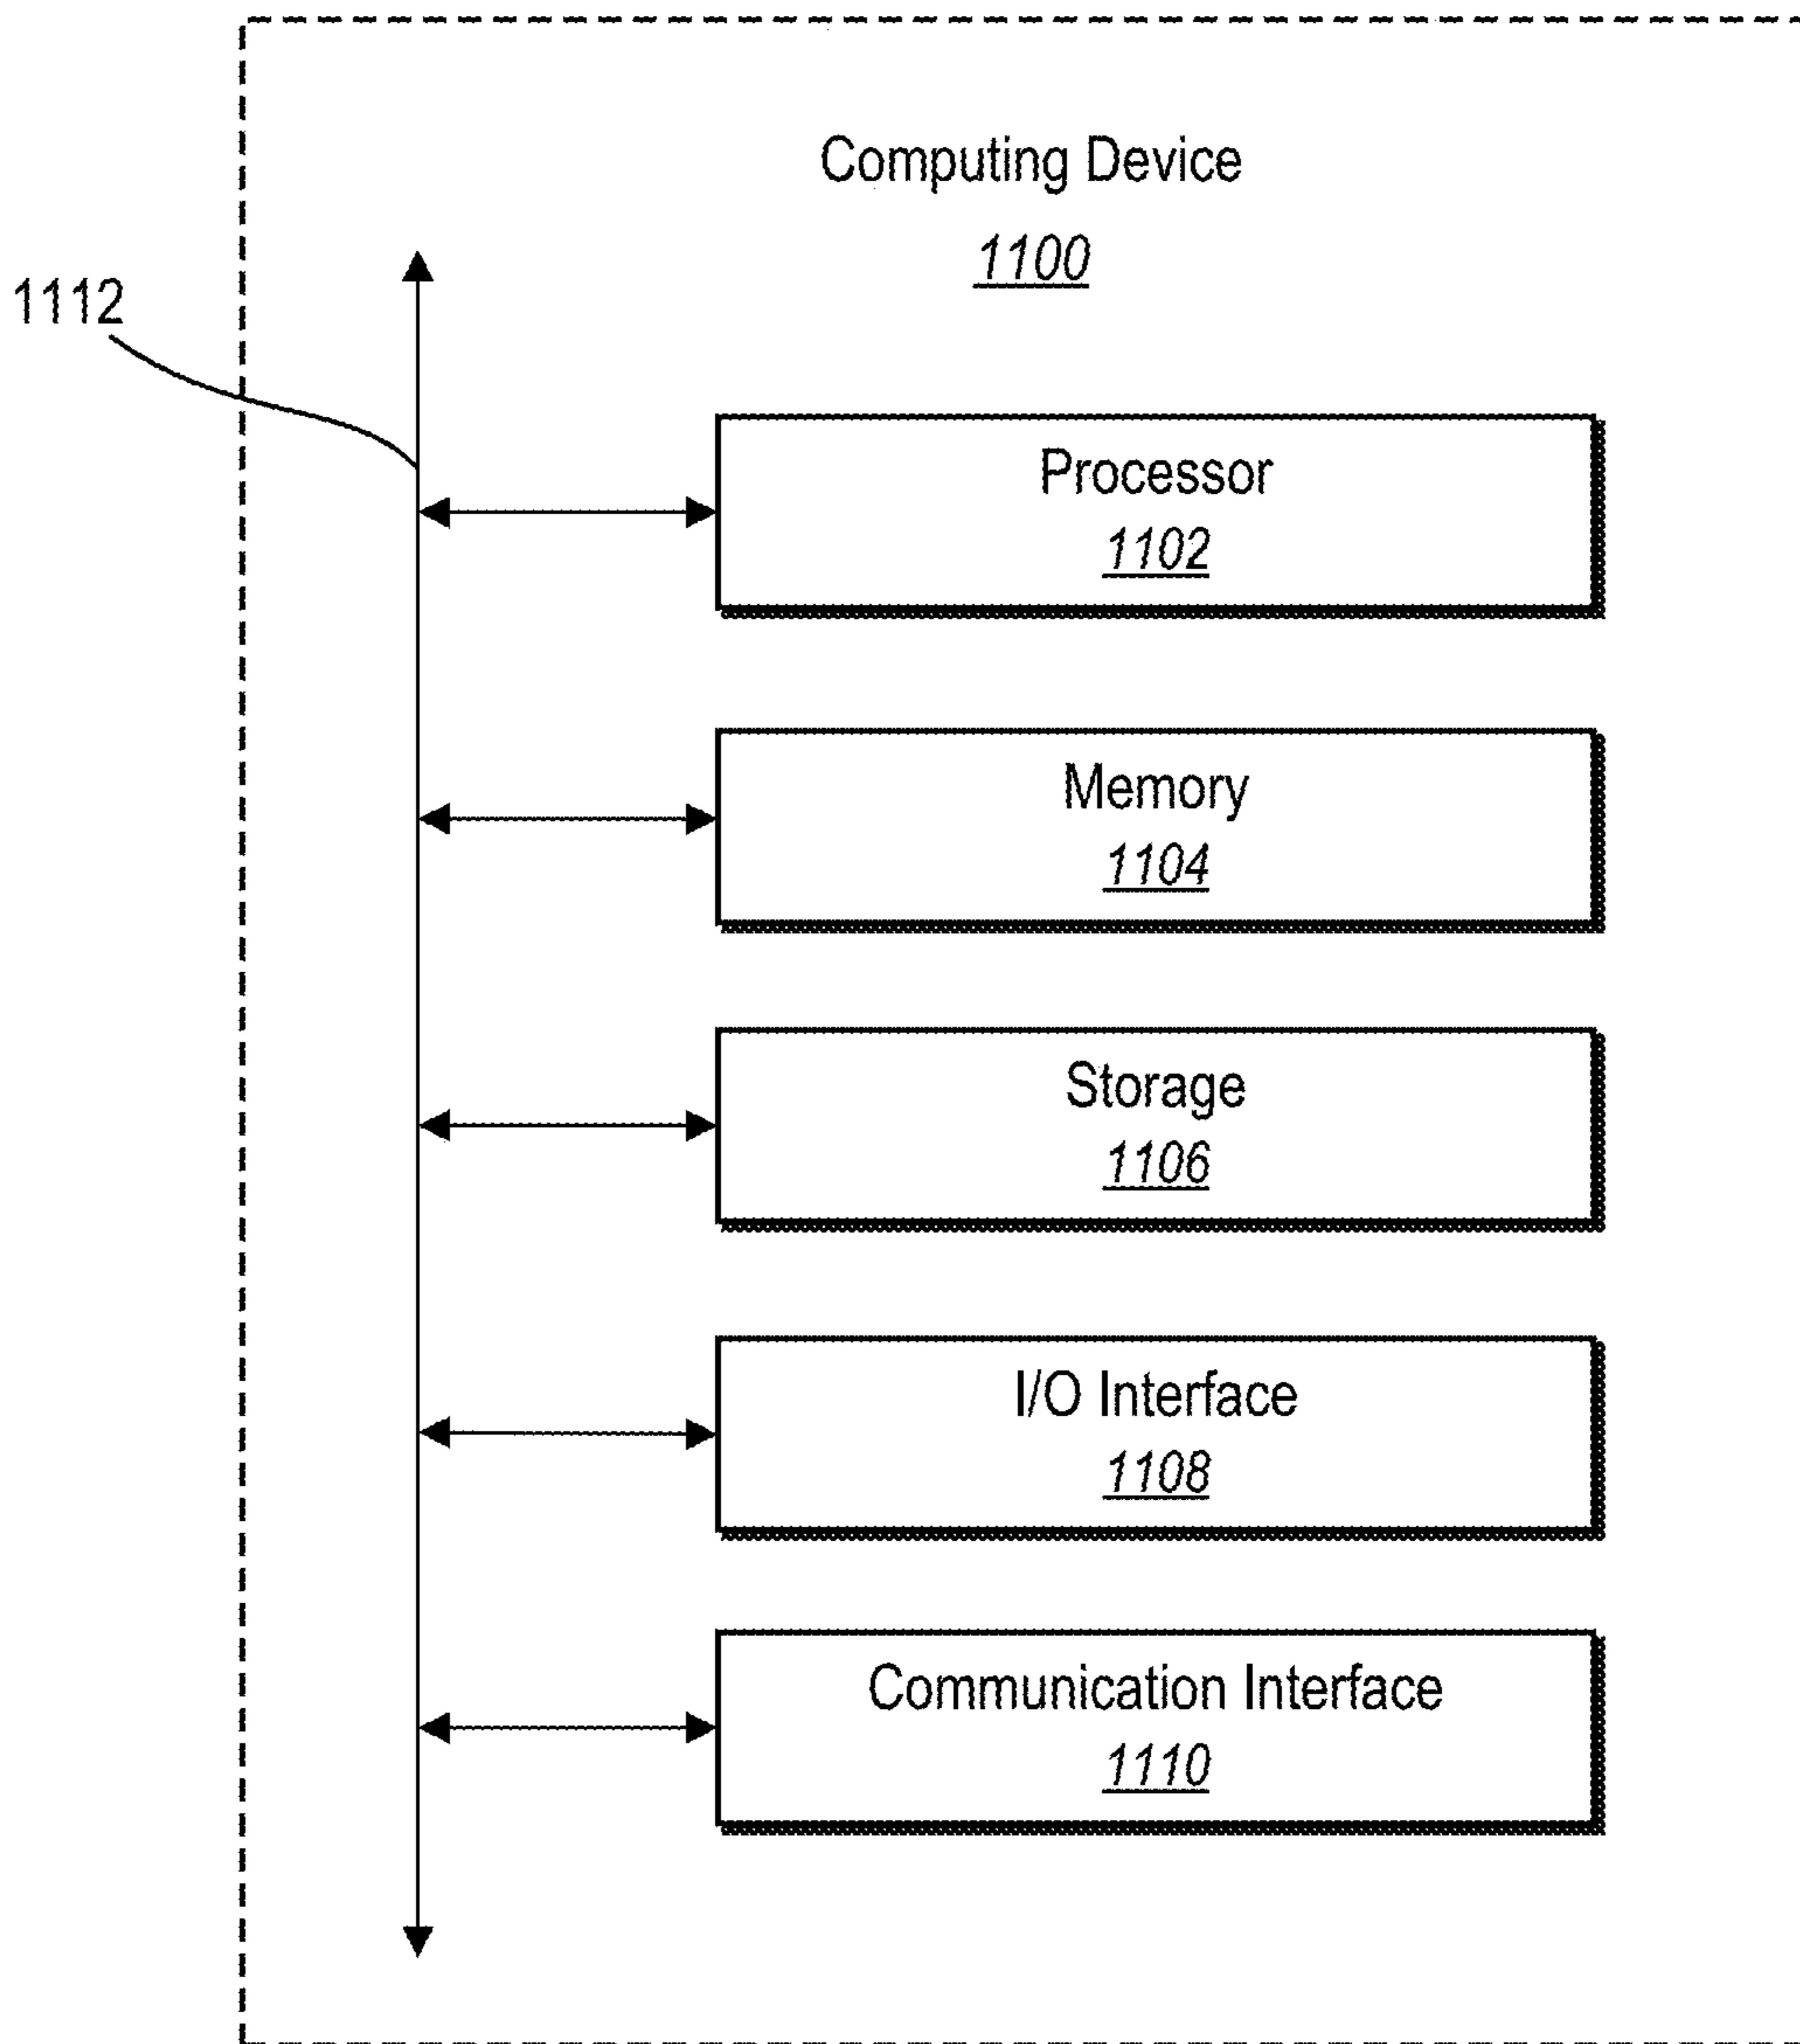 Computing Device
1100
1112
Processor
1102
Memory
1104
Storage
1106
I/O Interface
1108
Communication Interface
1110